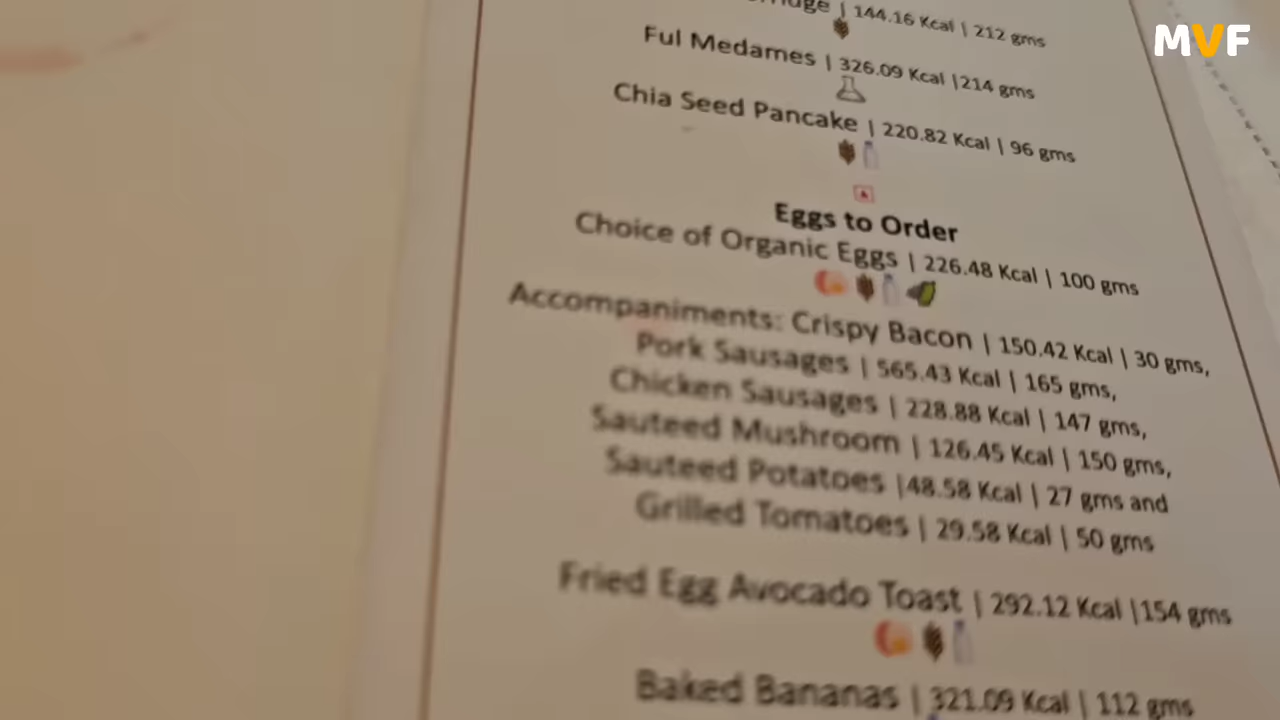 | 144.16 Kcal | 212 gms
MVF
Ful Medames | 326.09 Kcal |214 gms
Chia Seed Pancake | 220.82 Kcal | 96 gms
Eggs to Order
Choice of Organic Eggs | 226.48 Kcal | 100 gms
Accompaniments: Crispy Bacon | 150.42 Kcal | 30 gms,
Pork Sausages | 565.43 Kcal | 165 gms,
Chicken Sausages | 228.88 Kcal | 147 gms,
Sauteed Mushroom | 126.45 Kcal | 150 gms,
Sauteed Potatoes |48.58 Kcal | 27 gms and
Grilled Tomatoes | 29.58 Kcal | 50 gms
Fried Egg Avocado Toast | 292.12 Kcal |154 gms
Baked Bananas | 321.09 Kcal | 112 gms